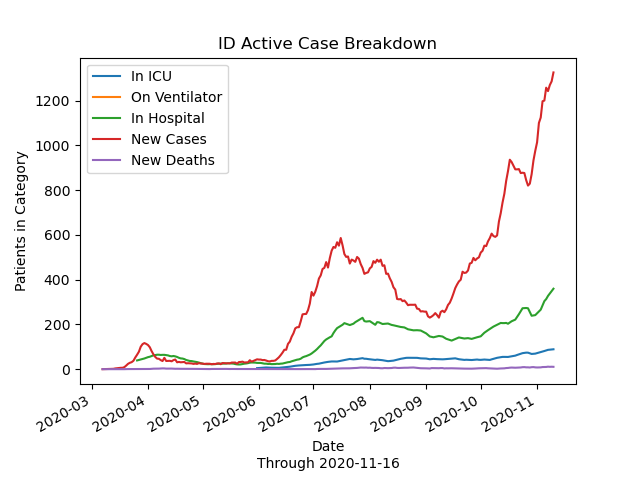 ID Active Case Breakdown
In ICU
On Ventilator
In Hospital
New Cases
New Deaths
Patients in Category
1200
1000
800
600
400
200
0
2020-03
2020-04
2020-05
2020-06
2020-07
2020-08
2020-09
2020-10
2020-11
Date
Through 2020-11-16